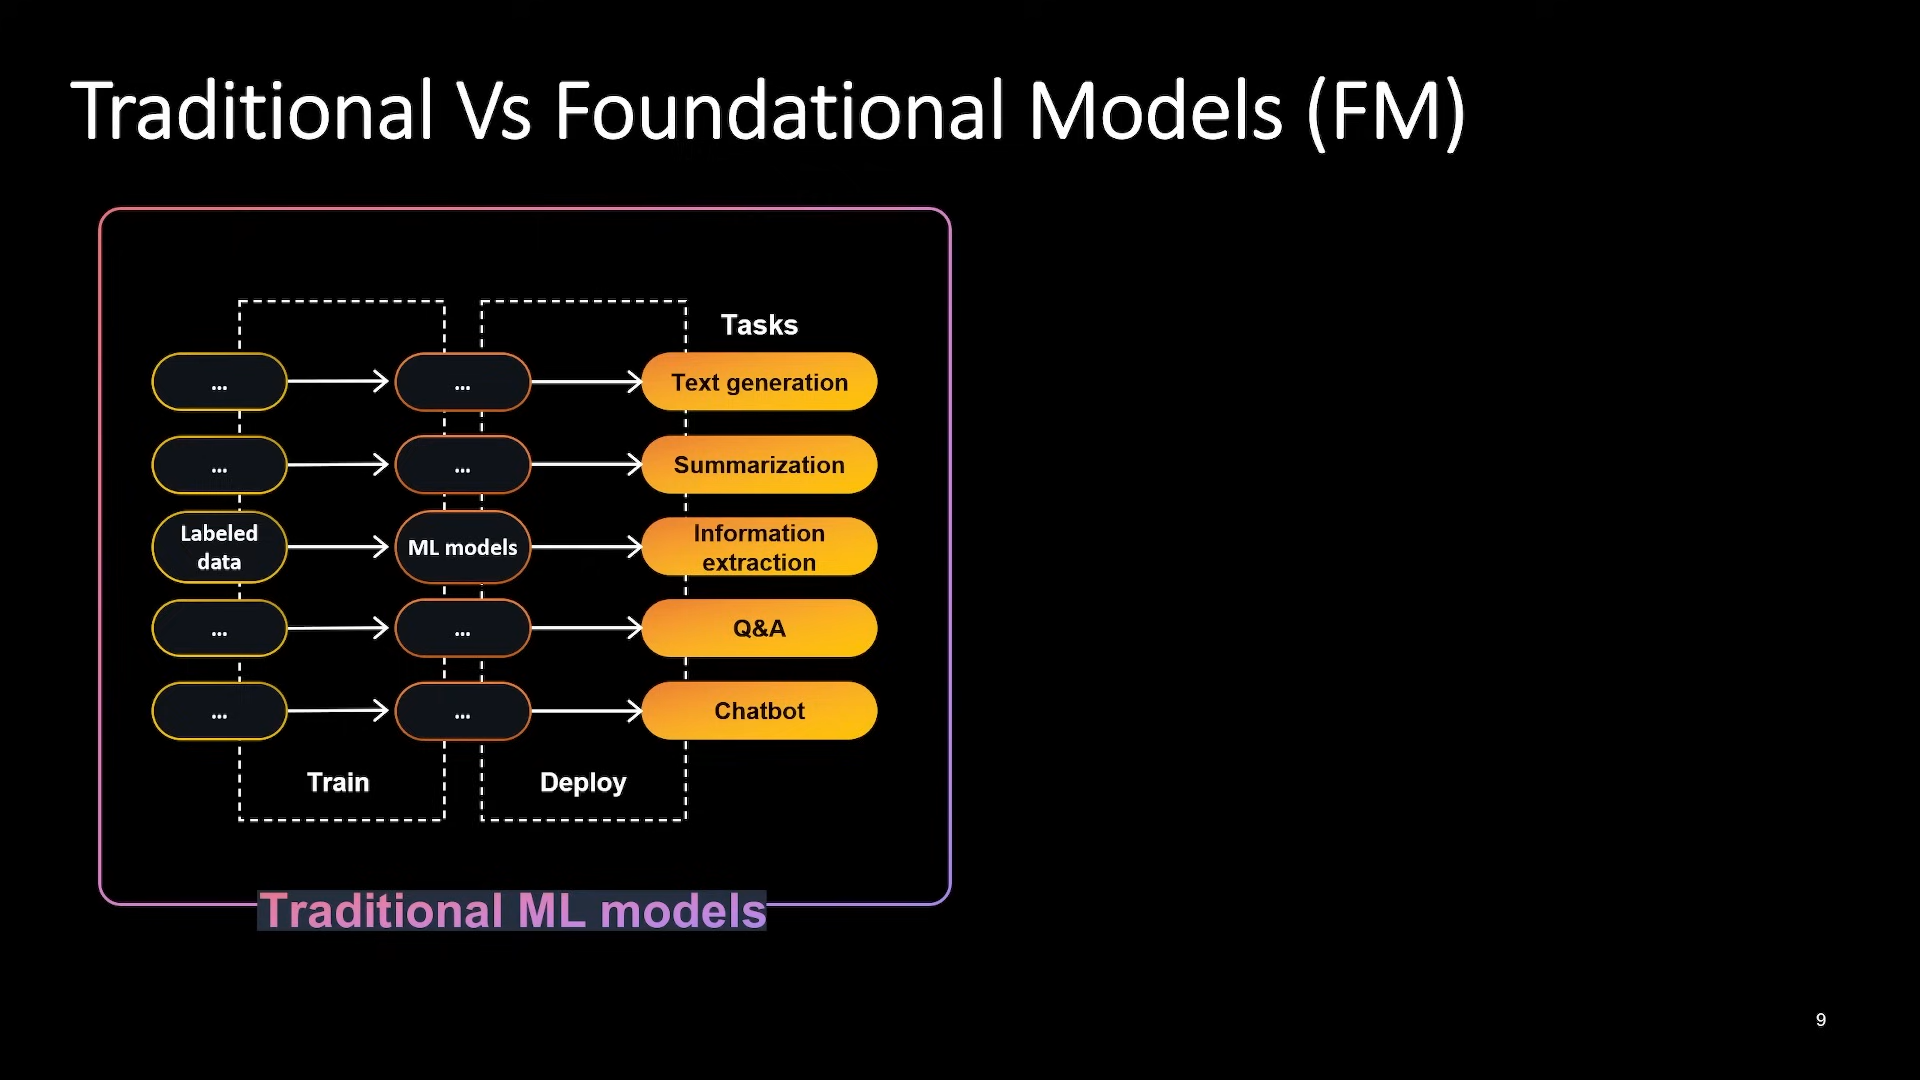 Traditional Vs Foundational Models (FM)
Tasks
... ... Text generation
... ... Summarization
Labeled
data
ML models
Information
extraction
... ... Q&A
... ... Chatbot
Train
Deploy
Traditional ML models
9